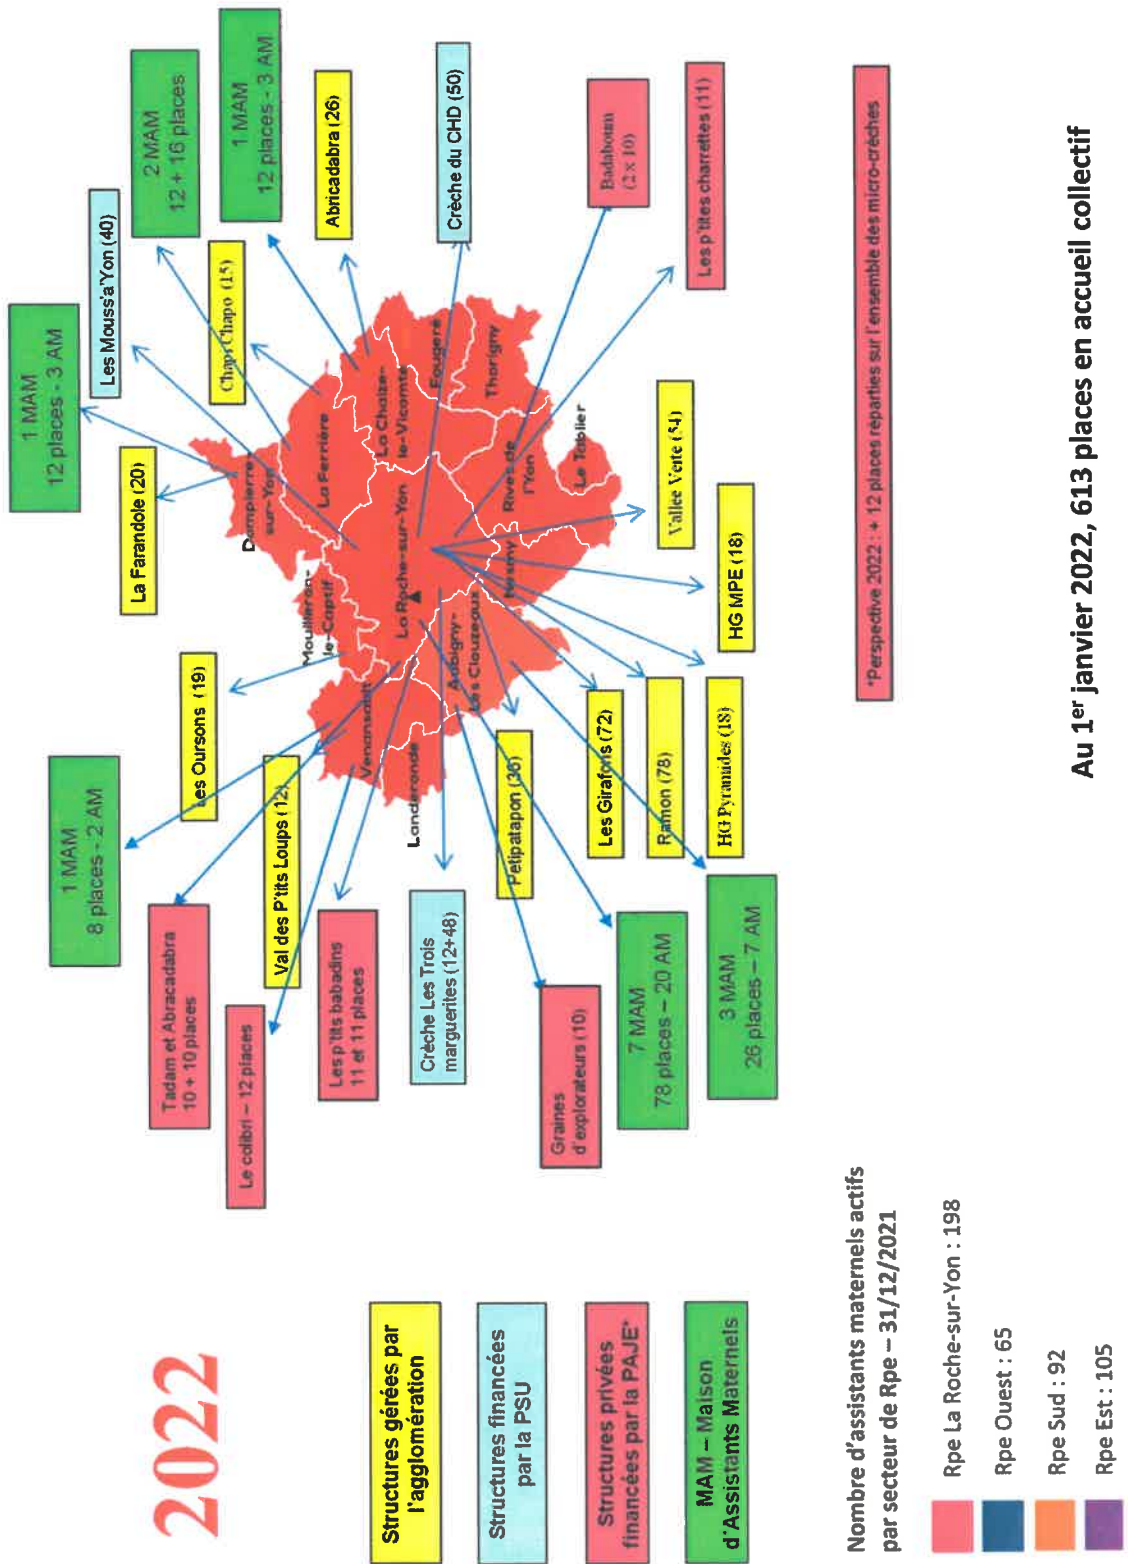 2022
Structures gérées par
l'agglomération
Structures financées
par la PSU
Structures privées
financées par la PAJE*
MAM – Maison
d'Assistants Maternels
Nombre d'assistants maternels actifs
par secteur de Rpe – 31/12/2021
Rpe La Roche-sur-Yon : 198
Rpe Ouest : 65
Rpe Sud : 92
Rpe Est : 105
1 MAM
8 places - 2 AM
Tadam et Abracadabra
10 + 10 places
Le colibri – 12 places
Val des P'tits Loups (12)
Les p'tits babadins
11 et 11 places
Crèche Les Trois
marguerites (12+48)
Graines
d'explorateurs (10)
7 MAM
78 places – 20 AM
3 MAM
26 places – 7 AM
Les Oursons (19)
La Farandole (20)
1 MAM
12 places - 3 AM
Les Mouss'a'Yon (40)
2 MAM
12 + 16 places
Chapi Chapo (15)
1 MAM
12 places - 3 AM
Abricadabra (26)
Crèche du CHD (50)
Badaboum
(2 x 10)
Les p'tites charrettes (11)
Vallée Verte (54)
HG MPE (18)
HG Pyramides (18)
Ramon (78)
Les Girafons (72)
Petipatapon (36)
Dompierre-
sur-Yon
La Ferrière
Mouilleron-
le-Captif
La Chaize-
le-Vicomte
Fougeré
Thorigny
La Roche-sur-Yon
Venansault
Landeronde
Aubigny-
Les Clouzeaux
Nesmy
Rives de
l'Yon
Le Tablier
*Perspective 2022 : + 12 places réparties sur l'ensemble des micro-crèches
Au 1er janvier 2022, 613 places en accueil collectif